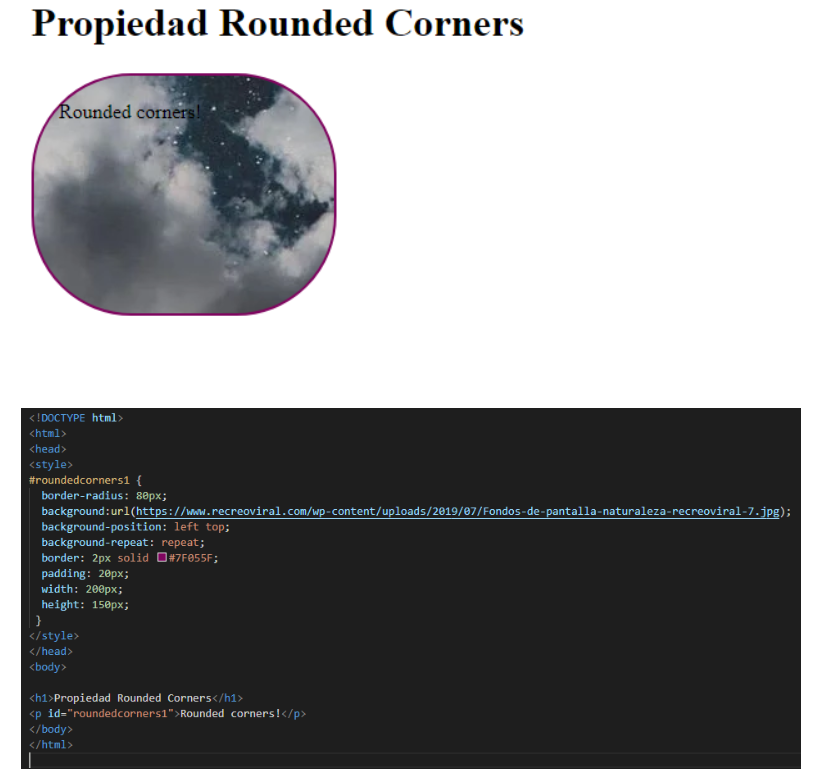 Propiedad Rounded Corners
Rounded corners!
<!DOCTYPE html>
<html>
<head>
<style>
#roundedcorners1 {
  border-radius: 80px;
  background:url(https://www.recreoviral.com/wp-content/uploads/2019/07/Fondos-de-pantalla-naturaleza-recreoviral-7.jpg);
  background-position: left top;
  background-repeat: repeat;
  border: 2px solid #7F055F;
  padding: 20px;
  width: 200px;
  height: 150px;
 }
</style>
</head>
<body>
<h1>Propiedad Rounded Corners</h1>
<p id="roundedcorners1">Rounded corners!</p>
</body>
</html>